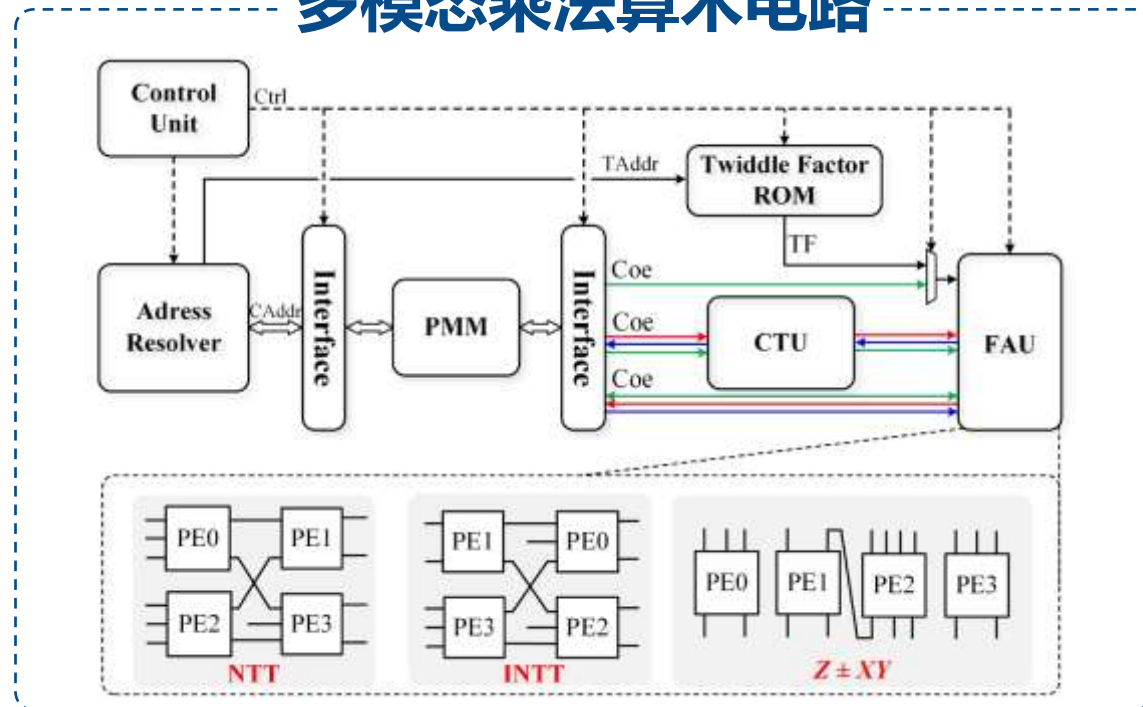 多模态乘法算术电路
Control
Unit
Ctrl
TAddr
Twiddle Factor
ROM
TF
Adress
Resolver
CAddr
Interface
PMM
Interface
Coe
Coe
Coe
CTU
FAU
PE0
PE1
PE2
PE3
NTT
PE1
PE0
PE3
PE2
INTT
PE0
PE1
PE2
PE3
Z ± XY